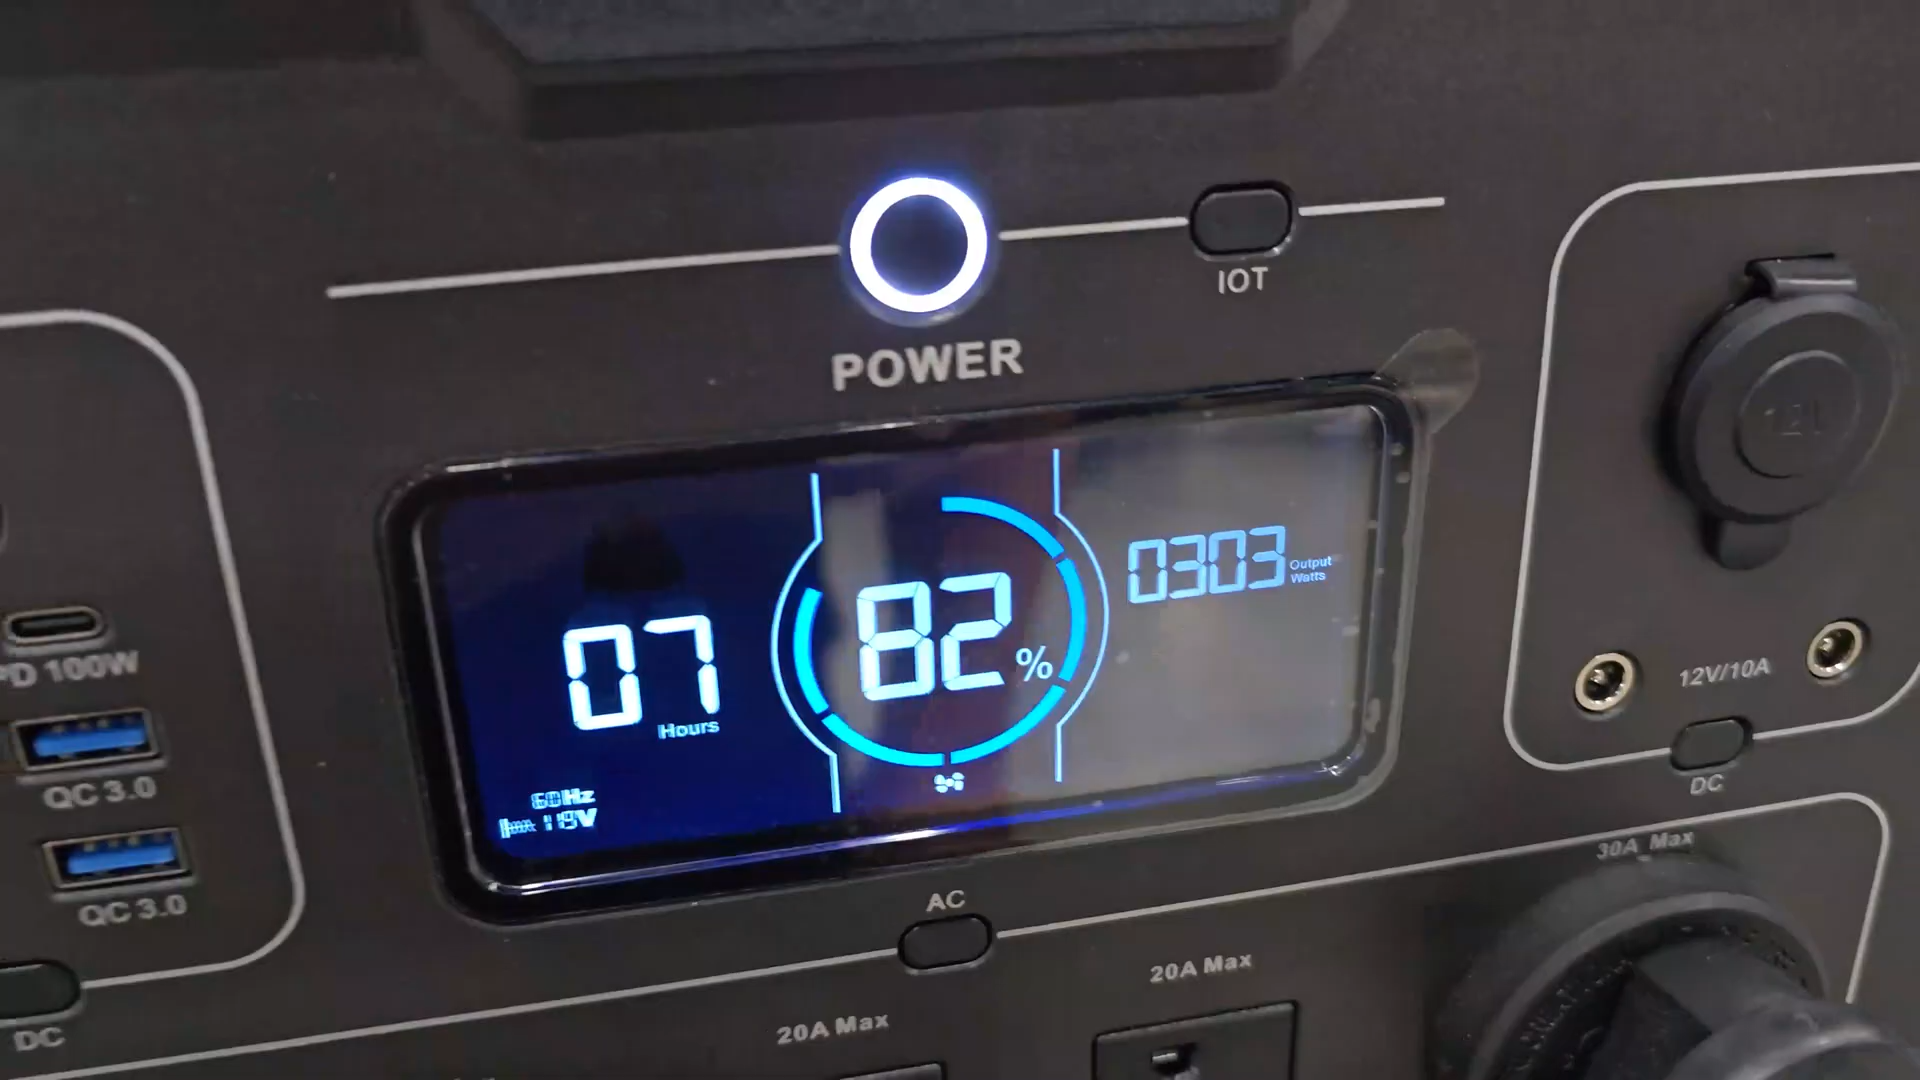 IOT
POWER
0303 Output
Watts
82 %
07
Hours
60Hz
PD 100W
QC 3.0
QC 3.0
DC
12V/10A
DC
AC
20A Max
20A Max
30A Max